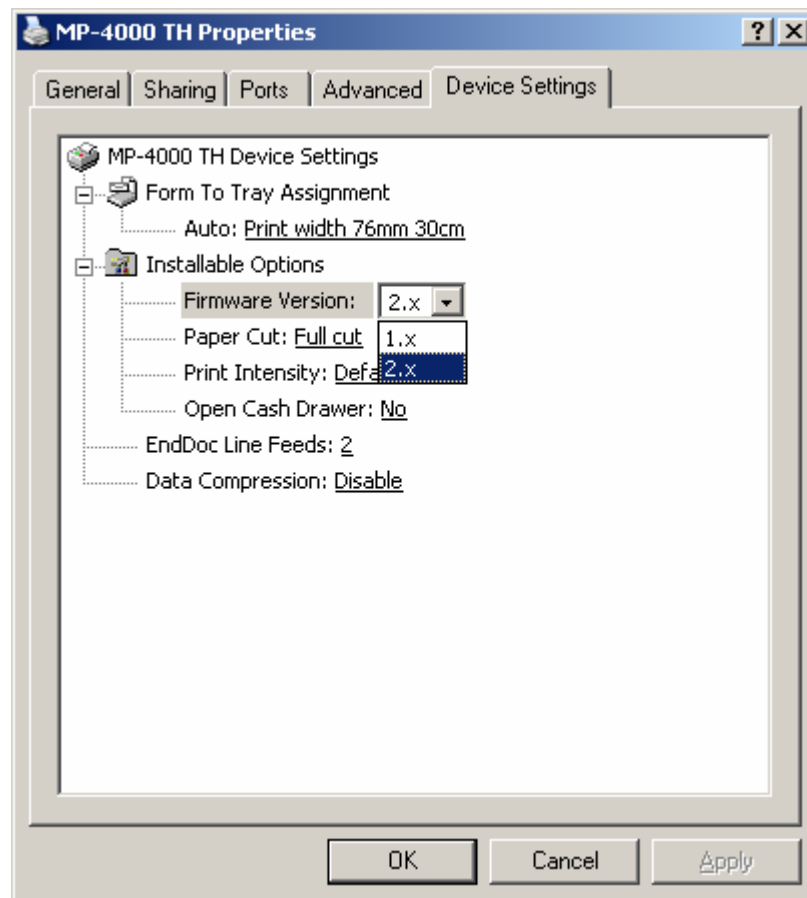 MP-4000 TH Properties
General Sharing Ports Advanced Device Settings
MP-4000 TH Device Settings
Form To Tray Assignment
Auto: Print width 76mm 30cm
Installable Options
Firmware Version: 2.x
Paper Cut: Full cut
1.x
Print Intensity: Defa
2.x
Open Cash Drawer: No
EndDoc Line Feeds: 2
Data Compression: Disable
OK Cancel Apply